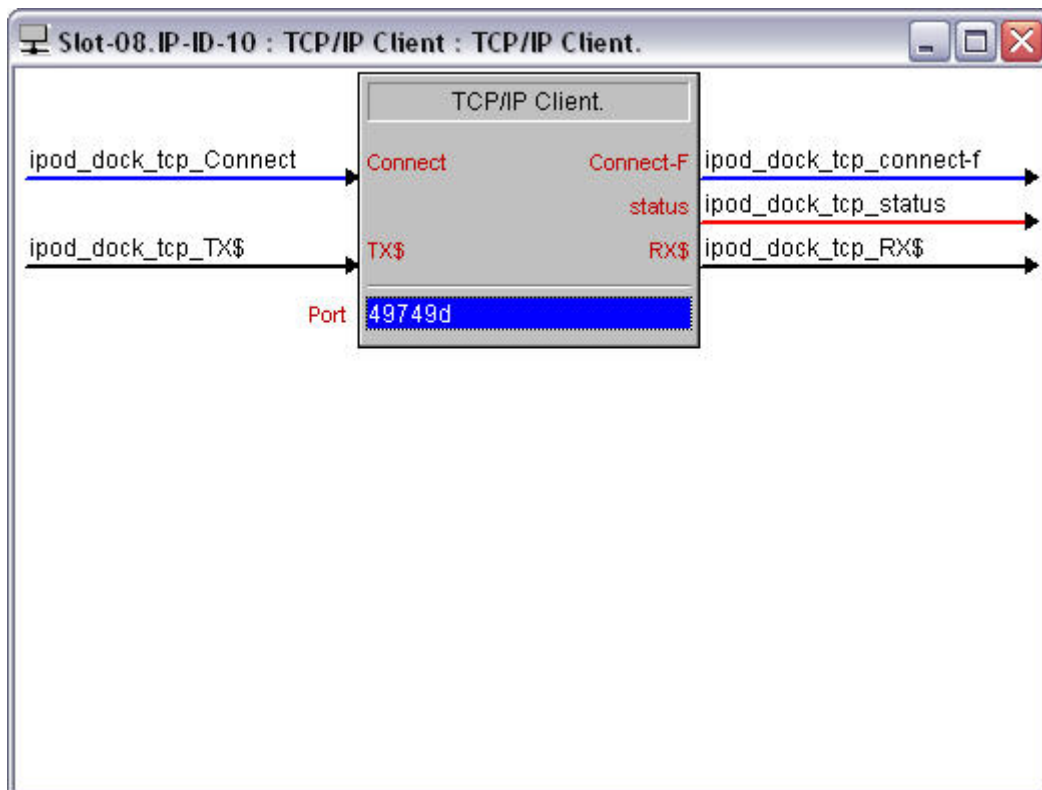 Slot-08.IP-ID-10 : TCP/IP Client : TCP/IP Client.
TCP/IP Client.
ipod_dock_tcp_Connect Connect Connect-F ipod_dock_tcp_connect-f
status ipod_dock_tcp_status
ipod_dock_tcp_TX$ TX$ RX$ ipod_dock_tcp_RX$
Port 49749d